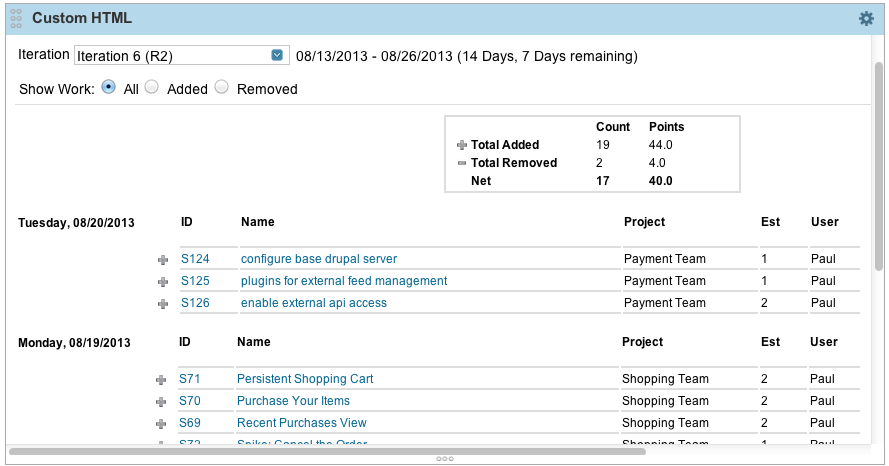 Custom HTML
Iteration Iteration 6 (R2) 08/13/2013 - 08/26/2013 (14 Days, 7 Days remaining)
Show Work: All Added Removed
Count Points
Total Added 19 44.0
Total Removed 2 4.0
Net 17 40.0
Tuesday, 08/20/2013 ID Name Project Est User
S124 configure base drupal server Payment Team 1 Paul
S125 plugins for external feed management Payment Team 1 Paul
S126 enable external api access Payment Team 2 Paul
Monday, 08/19/2013 ID Name Project Est User
S71 Persistent Shopping Cart Shopping Team 2 Paul
S70 Purchase Your Items Shopping Team 2 Paul
S69 Recent Purchases View Shopping Team 2 Paul
Spike: Cancel the Order Shopping Team 1 Paul